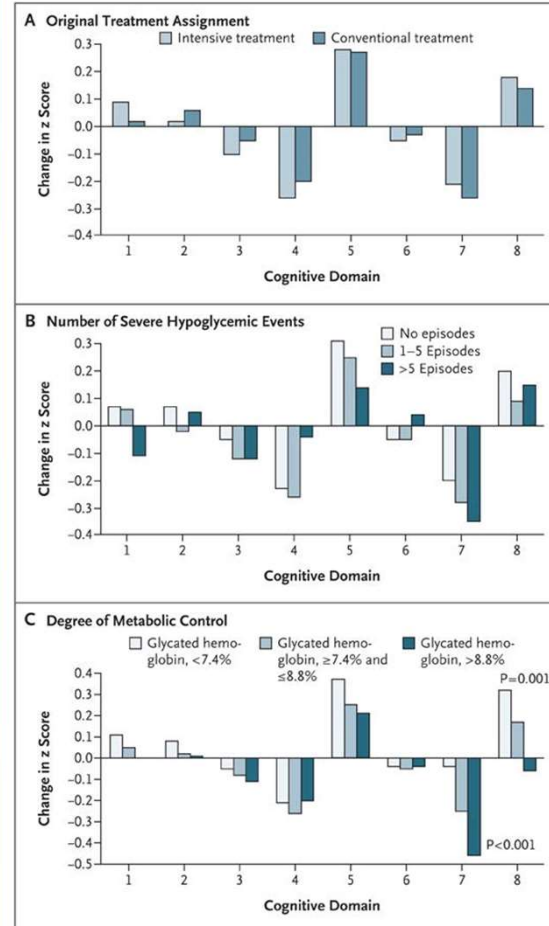 A Original Treatment Assignment
Intensive treatment Conventional treatment
0.3
0.2
0.1
0.0
−0.1
−0.2
−0.3
−0.4
Change in z Score
1 2 3 4 5 6 7 8
Cognitive Domain
B Number of Severe Hypoglycemic Events
No episodes
1–5 Episodes
>5 Episodes
0.3
0.2
0.1
0.0
−0.1
−0.2
−0.3
−0.4
Change in z Score
1 2 3 4 5 6 7 8
Cognitive Domain
C Degree of Metabolic Control
Glycated hemo-
globin, <7.4%
Glycated hemo-
globin, ≥7.4% and
≤8.8%
Glycated hemo-
globin, >8.8%
0.4
0.3
0.2
0.1
0.0
−0.1
−0.2
−0.3
−0.4
−0.5
Change in z Score
P=0.001
P<0.001
1 2 3 4 5 6 7 8
Cognitive Domain